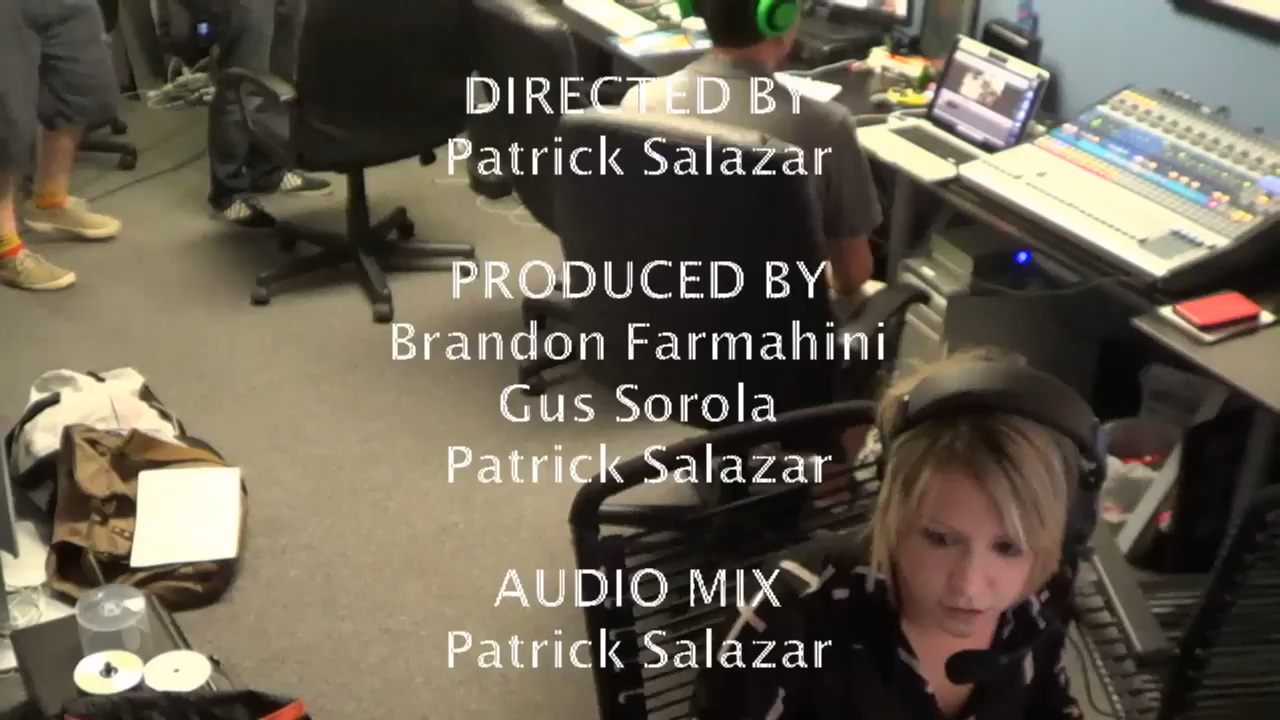 DIRECTED BY
Patrick Salazar
PRODUCED BY
Brandon Farmahini
Gus Sorola
Patrick Salazar
AUDIO MIX
Patrick Salazar